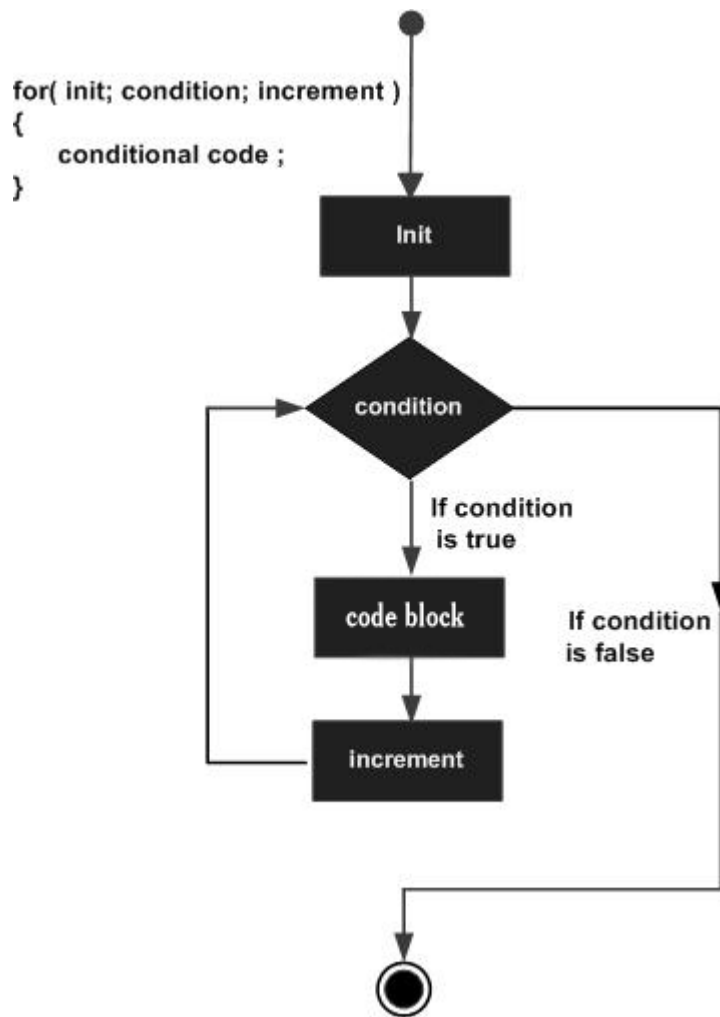 for( init; condition; increment )
{
conditional code ;
}
Init
condition
If condition
is true
code block
If condition
is false
increment